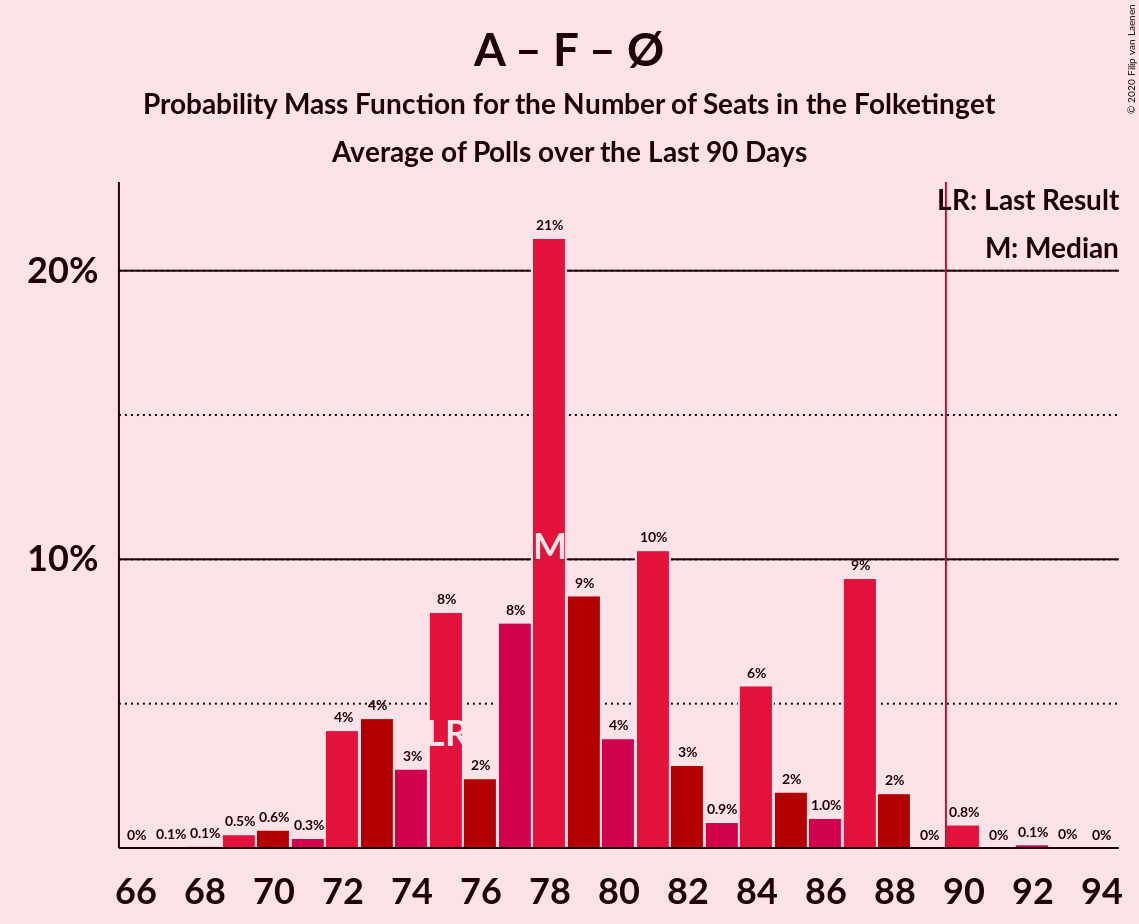 A – F – Ø
Probability Mass Function for the Number of Seats in the Folketinget
Average of Polls over the Last 90 Days
© 2020 Filip van Laenen
LR: Last Result
M: Median
20%
10%
0% 0.1% 0.1% 0.5% 0.6% 0.3% 4% 4% 3% 8% 2% 8% 21% 9% 4% 10% 3% 0.9% 6% 2% 1.0% 9% 2% 0% 0.8% 0% 0.1% 0% 0%
M
LR
66 68 70 72 74 76 78 80 82 84 86 88 90 92 94